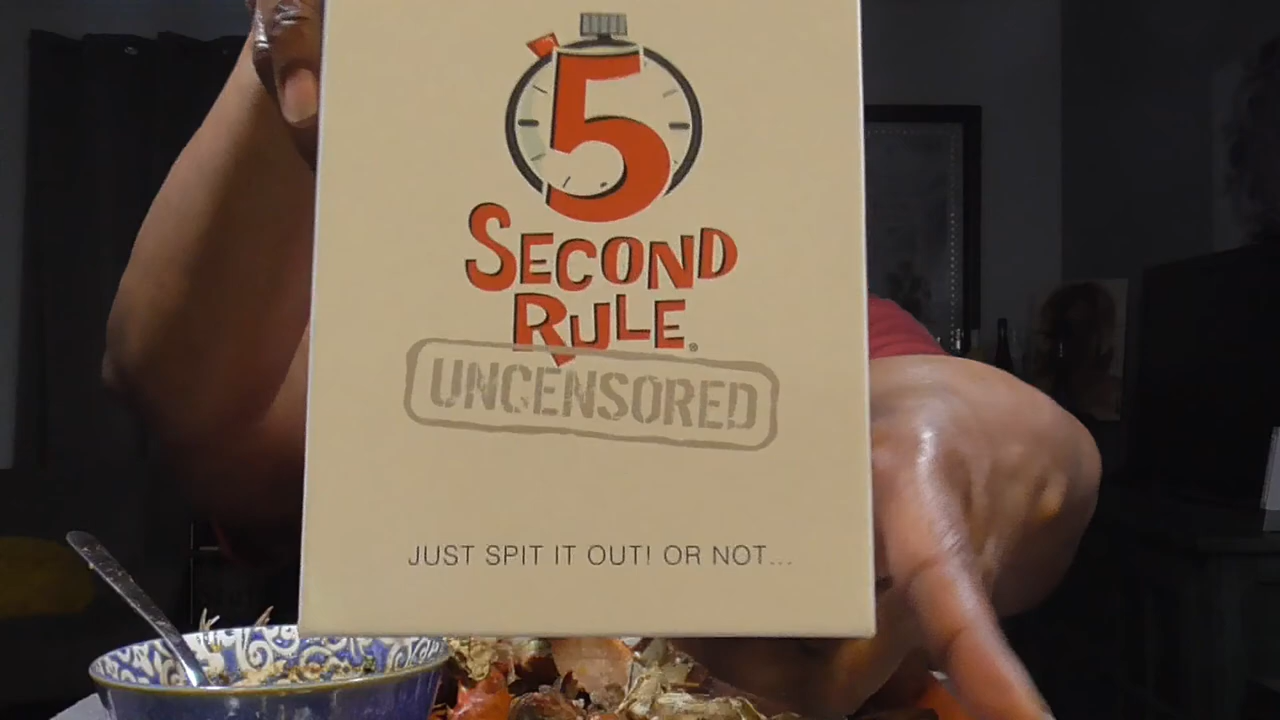 5
SECOND
RULE®
UNCENSORED
JUST SPIT IT OUT! OR NOT...